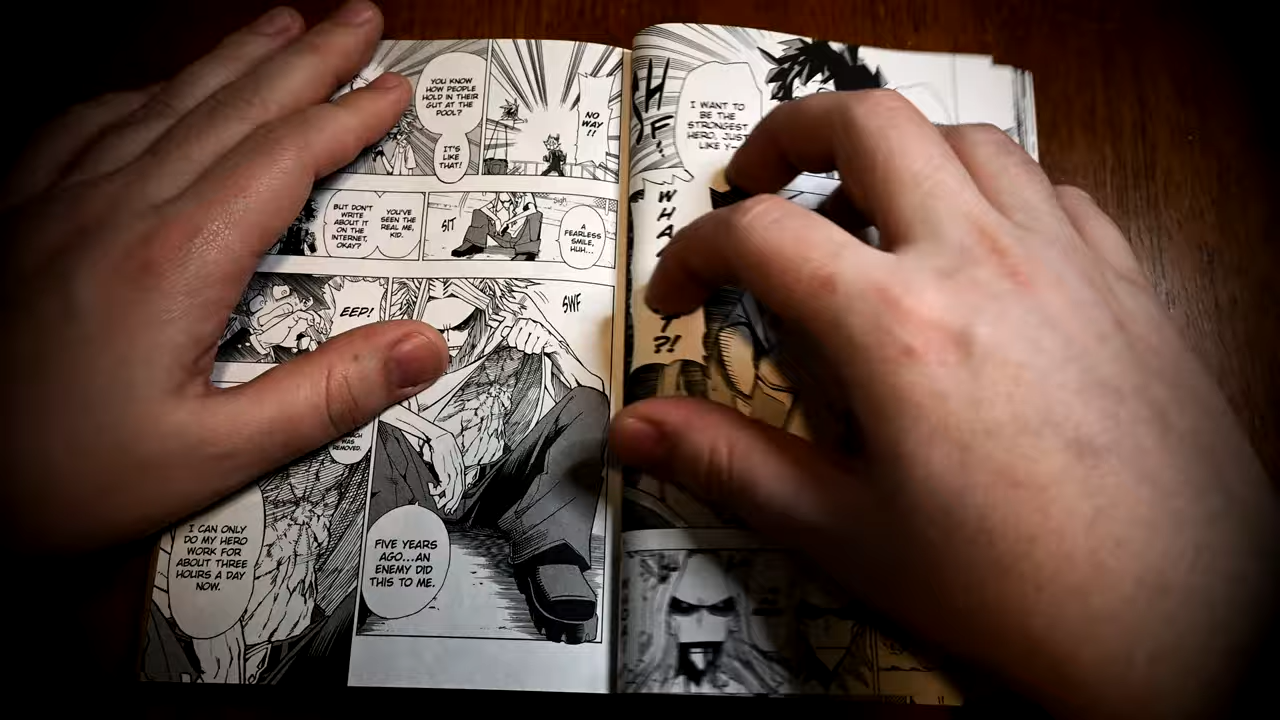 NO
WAY
!!
YOU KNOW
HOW PEOPLE
HOLD IN THEIR
GUT AT THE
POOL?
IT'S
LIKE
THAT!
A
FEARLESS
SMILE,
HUH...
Sigh
SIT
YOU'VE
SEEN THE
REAL ME,
KID.
BUT DON'T
WRITE
ABOUT IT
ON THE
INTERNET,
OKAY?
EEP!
SWF
FIVE YEARS
AGO...AN
ENEMY DID
THIS TO ME.
WAS
REMOVED.
I CAN ONLY
DO MY HERO
WORK FOR
ABOUT THREE
HOURS A DAY
NOW.
I WANT TO
BE THE
STRONGEST
HERO, JUST
LIKE Y—
WHA
T
?!